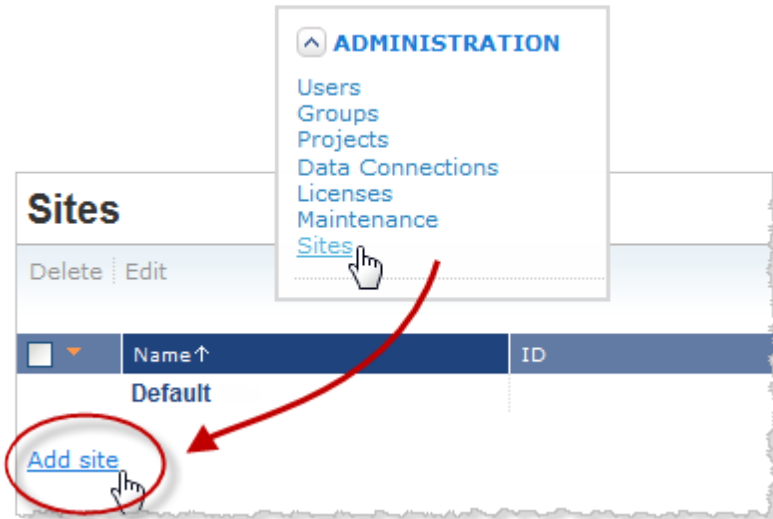 ADMINISTRATION
Users
Groups
Projects
Data Connections
Licenses
Maintenance
Sites
Sites
Delete Edit
Name↑ ID
Default
Add site